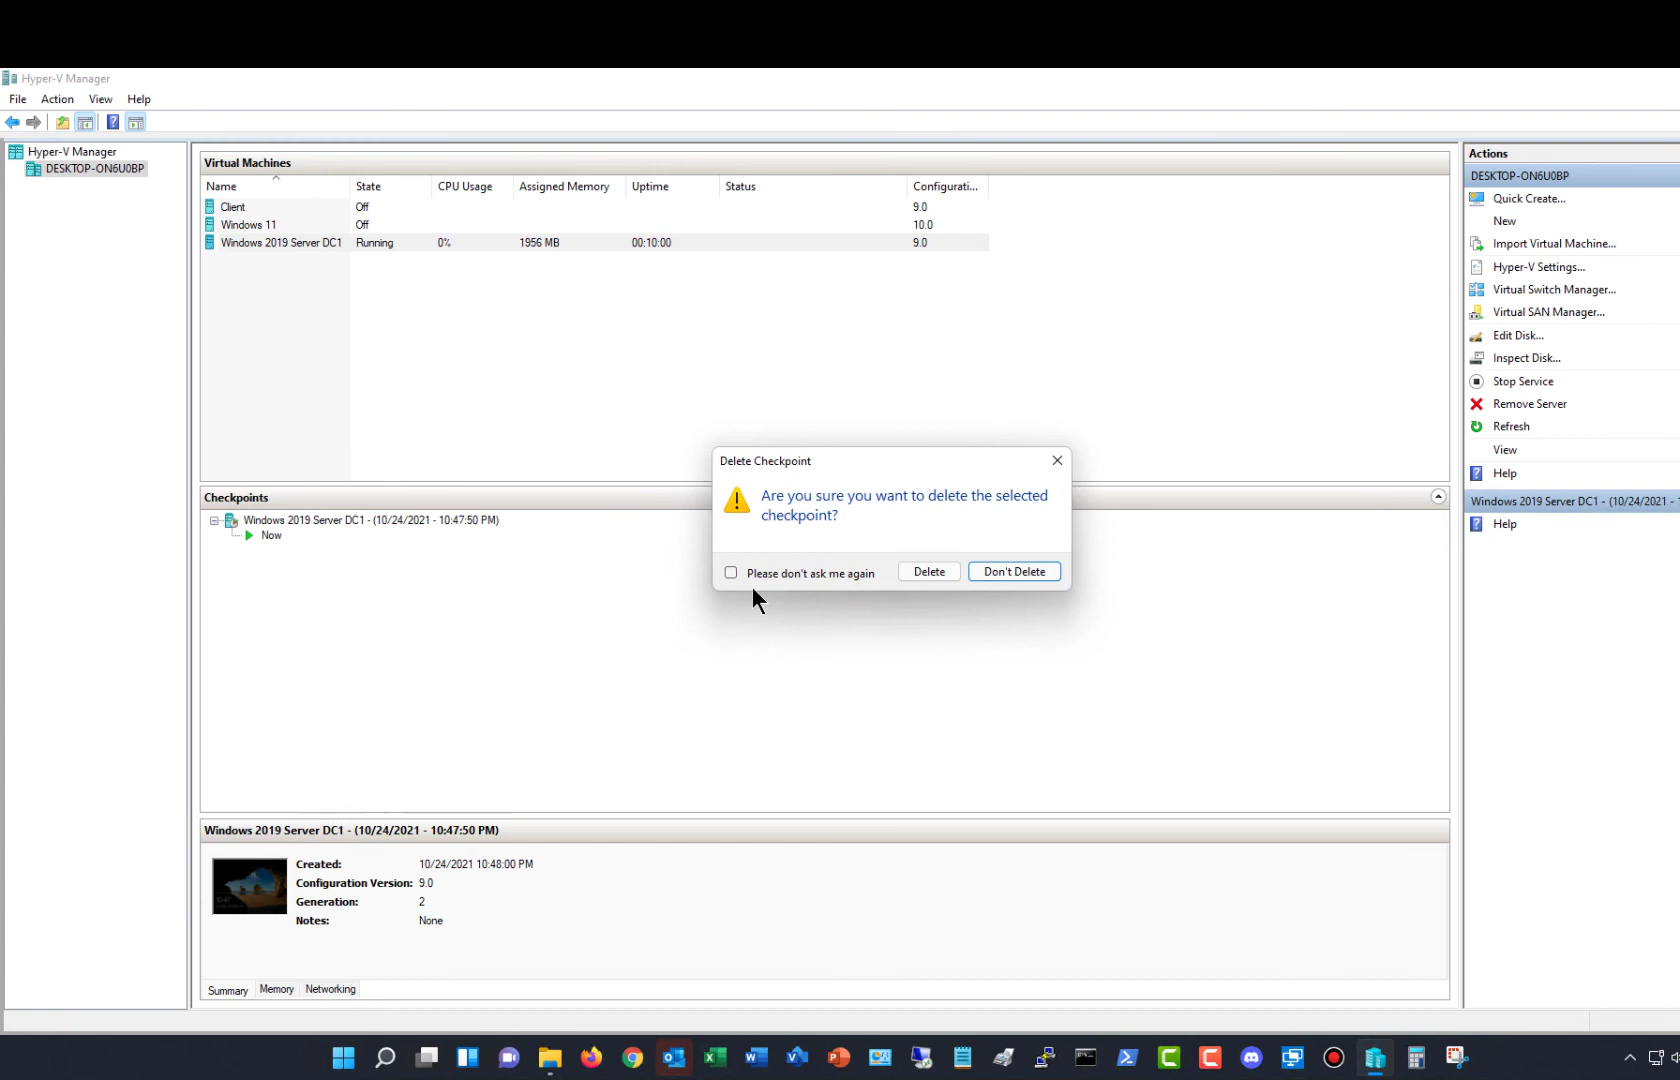 Hyper-V Manager
File Action View Help
Hyper-V Manager
DESKTOP-ON6U0BP
Virtual Machines
Name State CPU Usage Assigned Memory Uptime Status Configurati...
Client Off 9.0
Windows 11 Off 10.0
Windows 2019 Server DC1 Running 0% 1956 MB 00:10:00 9.0
Checkpoints
Windows 2019 Server DC1 - (10/24/2021 - 10:47:50 PM)
Now
Delete Checkpoint
Are you sure you want to delete the selected
checkpoint?
Please don't ask me again Delete Don't Delete
Windows 2019 Server DC1 - (10/24/2021 - 10:47:50 PM)
Created: 10/24/2021 10:48:00 PM
Configuration Version: 9.0
Generation: 2
Notes: None
Summary Memory Networking
Actions
DESKTOP-ON6U0BP
Quick Create...
New
Import Virtual Machine...
Hyper-V Settings...
Virtual Switch Manager...
Virtual SAN Manager...
Edit Disk...
Inspect Disk...
Stop Service
Remove Server
Refresh
View
Help
Windows 2019 Server DC1 - (10/24/2021 -
Help